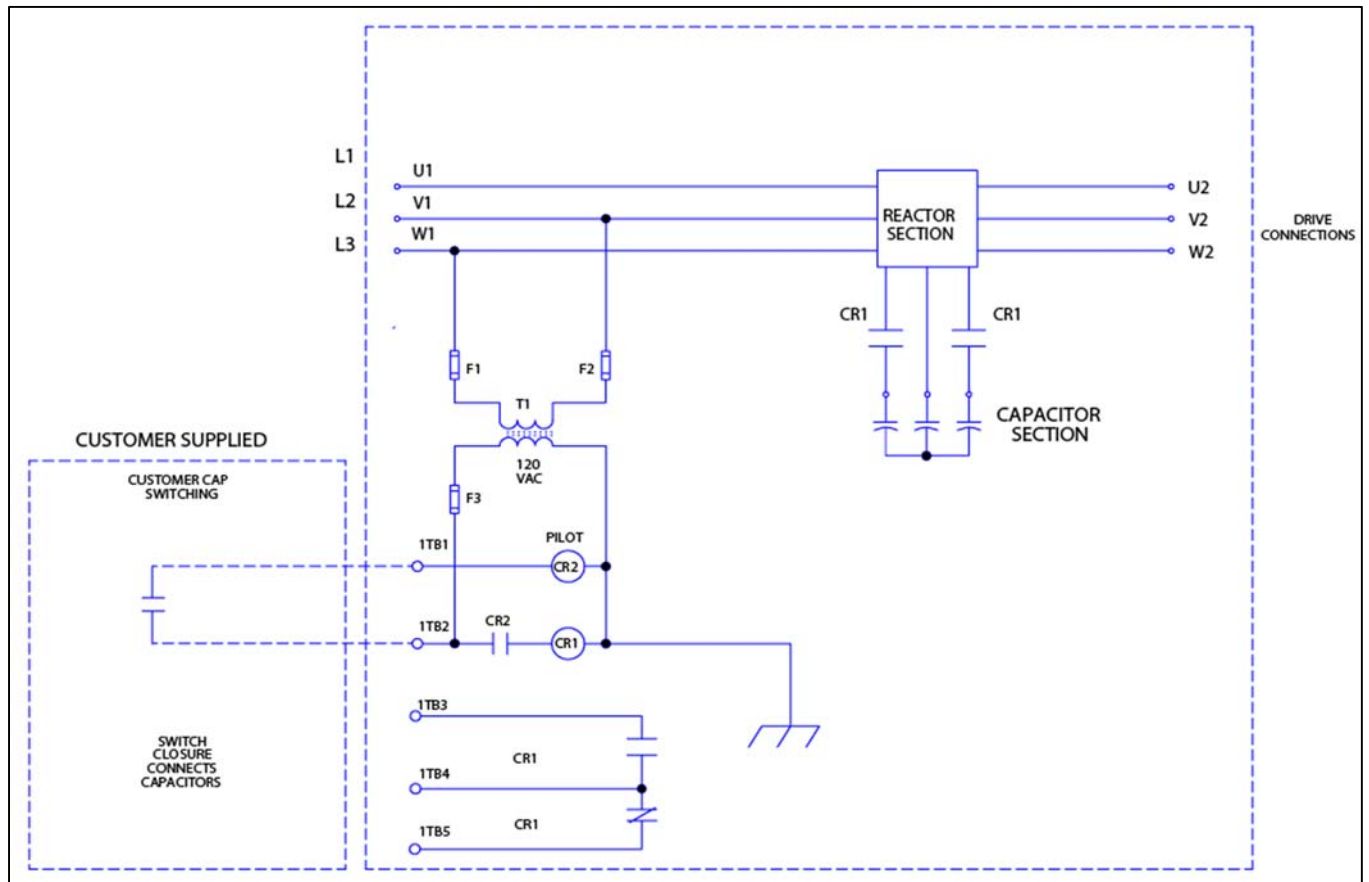 L1
U1
L2
V1
L3
W1
REACTOR
SECTION
U2
V2
W2
DRIVE
CONNECTIONS
CR1
CR1
F1
F2
T1
CAPACITOR
SECTION
120
VAC
F3
CUSTOMER SUPPLIED
CUSTOMER CAP
SWITCHING
1TB1
PILOT
CR2
1TB2
CR2
CR1
1TB3
CR1
1TB4
CR1
1TB5
SWITCH
CLOSURE
CONNECTS
CAPACITORS